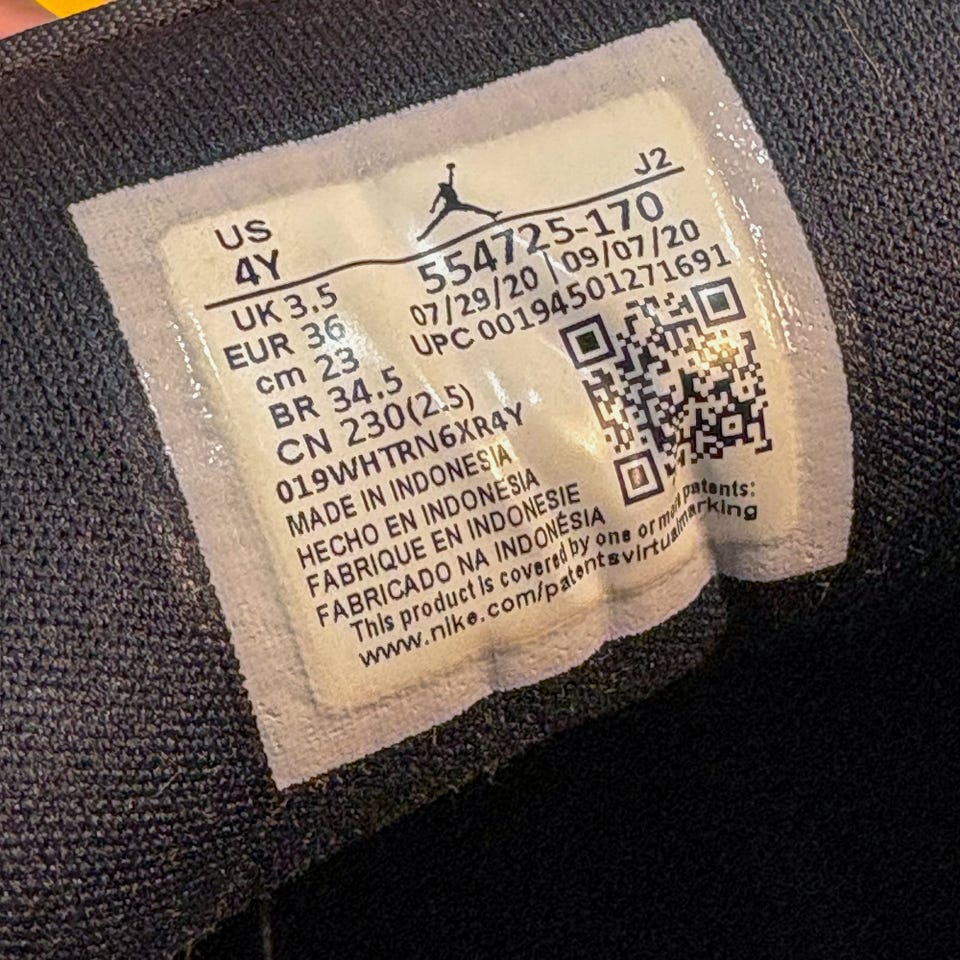 US
4Y
J2
554725-170
07/29/20 | 09/07/20
UPC 00194501271691
UK 3.5
EUR 36
cm 23
BR 34.5
CN 230(2.5)
019WHTRN6XR4Y
MADE IN INDONESIA
HECHO EN INDONESIA
FABRIQUE EN INDONESIE
FABRICADO NA INDONÉSIA
This product is covered by one or more patents:
www.nike.com/patentsvirtualmarking